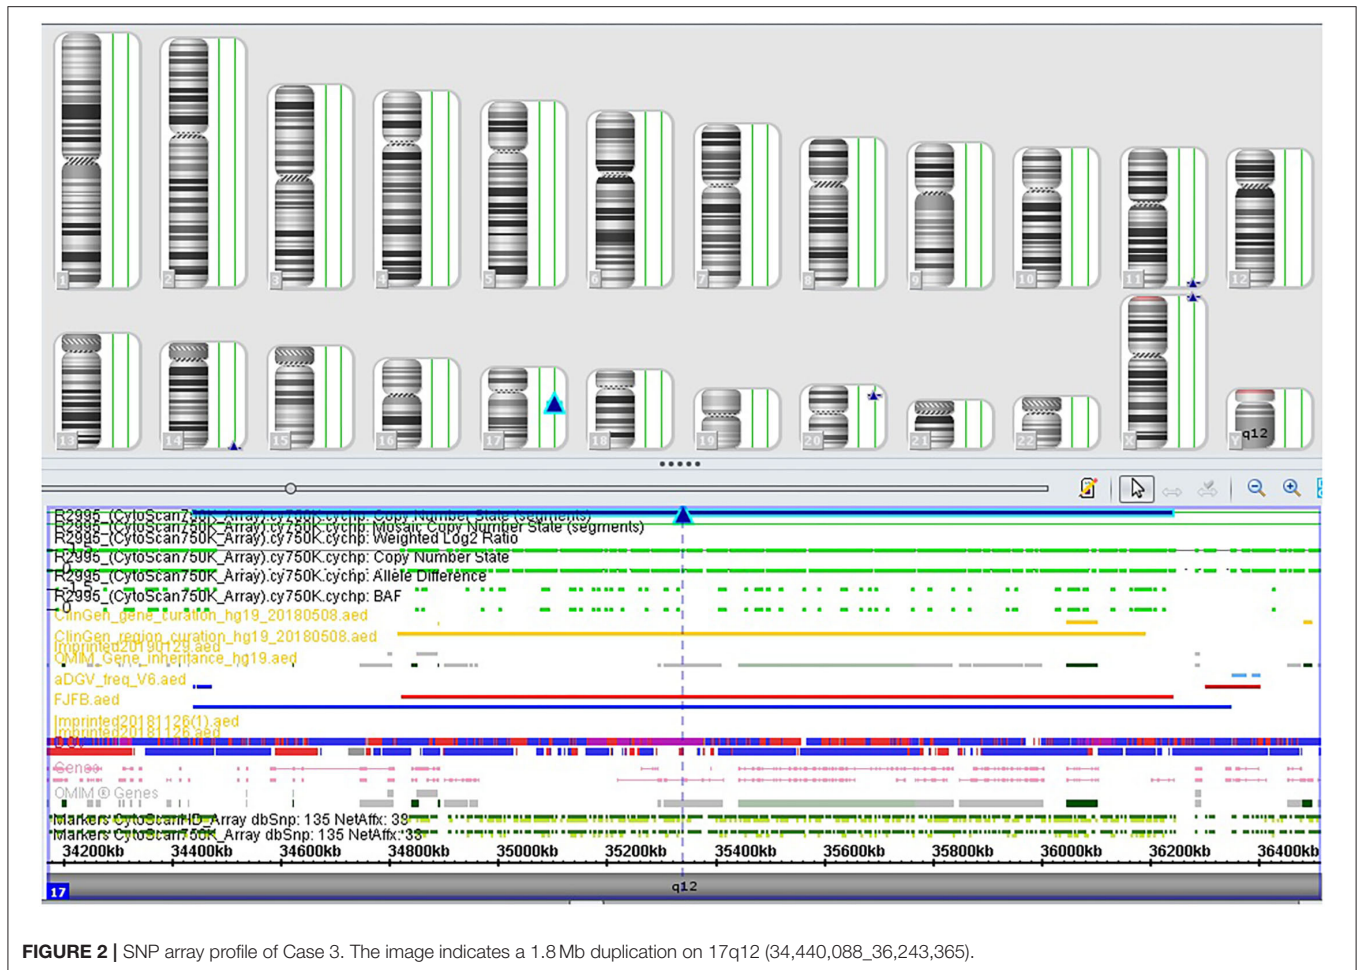 1 2 3 4 5 6 7 8 9 10 11 12
13 14 15 16 17 18 19 20 21 22 X Y q12
R2995_(CytoScan750K_Array).cy750K.cychp: Copy Number State (segments)
R2995_(CytoScan750K_Array).cy750K.cychp: Mosaic Copy Number State (segments)
R2995_(CytoScan750K_Array).cy750K.cychp: Weighted Log2 Ratio
R2995_(CytoScan750K_Array).cy750K.cychp: Copy Number State
R2995_(CytoScan750K_Array).cy750K.cychp: Allele Difference
R2995_(CytoScan750K_Array).cy750K.cychp: BAF
ClinGen_gene_curation_hg19_20180508.aed
ClinGen_region_curation_hg19_20180508.aed
Imprinted20190129.aed
OMIM_Gene_inheritance_hg19.aed
aDGV_freq_V6.aed
FJFB.aed
Imprinted20181126(1).aed
Imprinted20181126.aed
Genes
OMIM ® Genes
Markers CytoScanHD_Array dbSnp: 135 NetAffx: 33
Markers CytoScan750K_Array dbSnp: 135 NetAffx: 33
34200kb 34400kb 34600kb 34800kb 35000kb 35200kb 35400kb 35600kb 35800kb 36000kb 36200kb 36400kb
17 q12
FIGURE 2 | SNP array profile of Case 3. The image indicates a 1.8 Mb duplication on 17q12 (34,440,088_36,243,365).